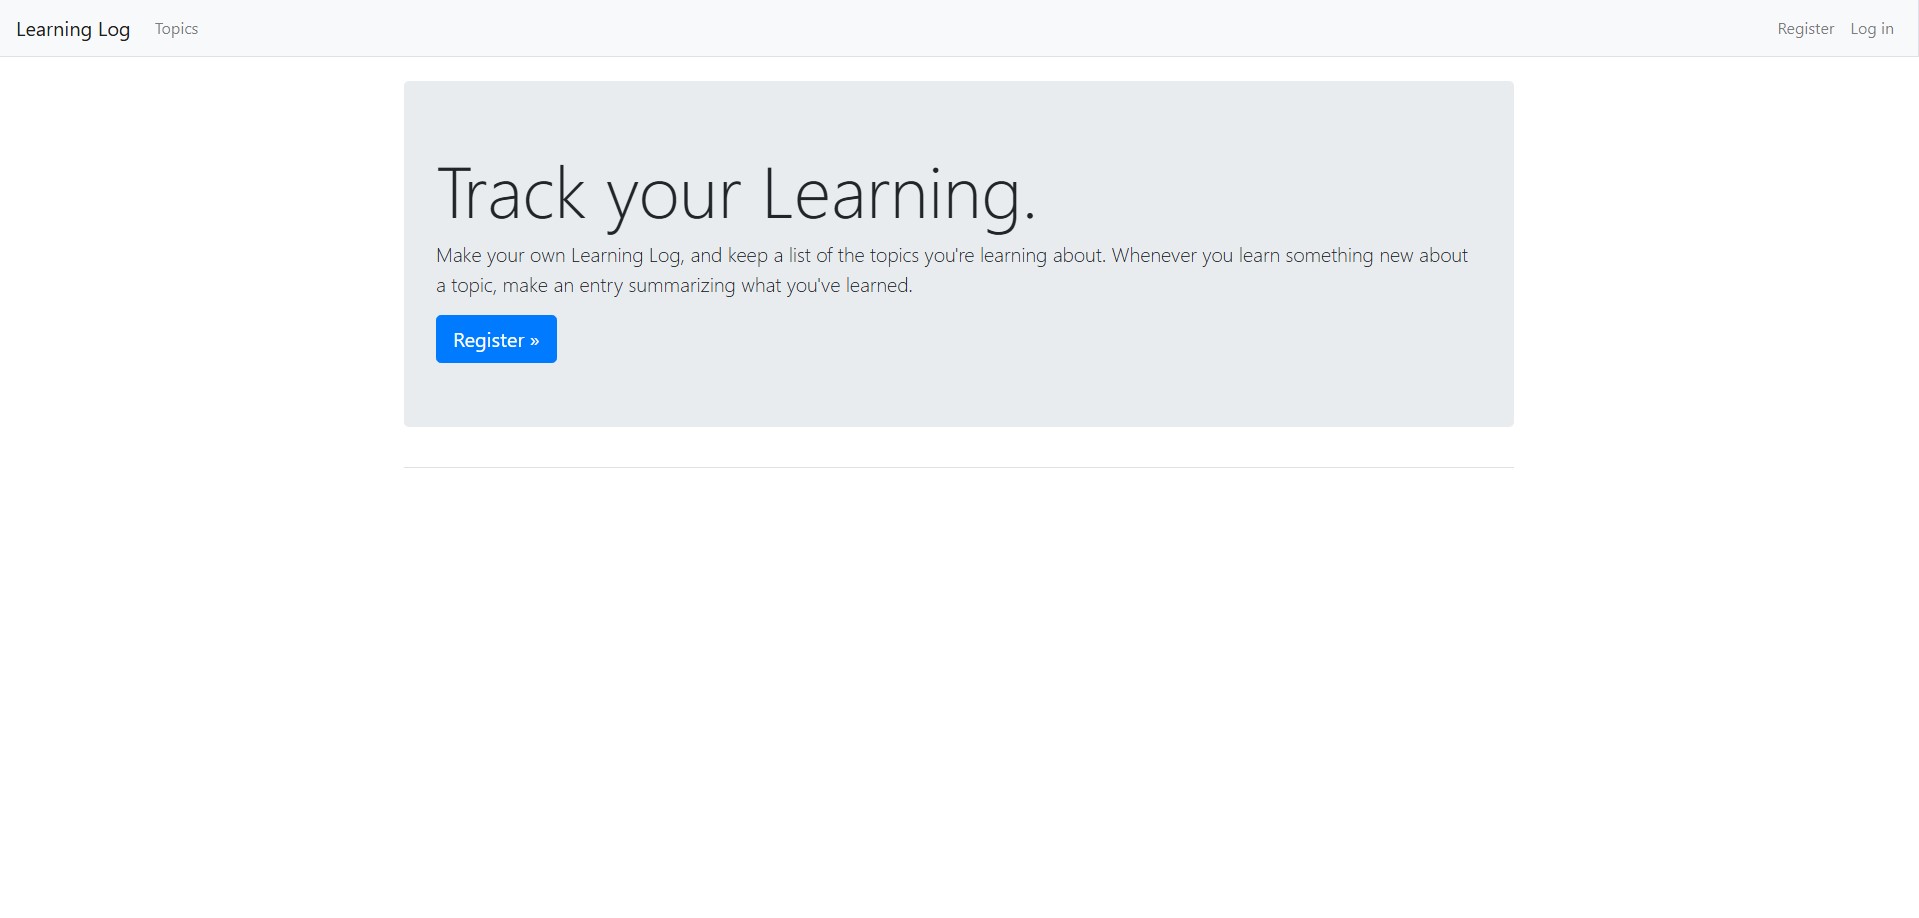 Learning Log Topics Register Log in
Track your Learning.
Make your own Learning Log, and keep a list of the topics you're learning about. Whenever you learn something new about
a topic, make an entry summarizing what you've learned.
Register »